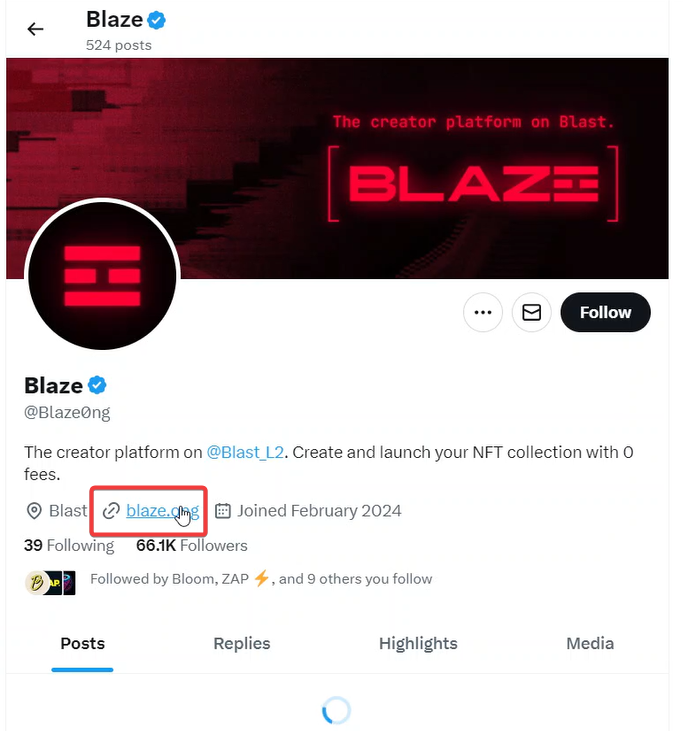 Blaze
524 posts
The creator platform on Blast.
BLAZE
Follow
Blaze
@Blaze0ng
The creator platform on @Blast_L2. Create and launch your NFT collection with 0
fees.
Blast blaze.ong Joined February 2024
39 Following 66.1K Followers
Followed by Bloom, ZAP ⚡, and 9 others you follow
Posts Replies Highlights Media